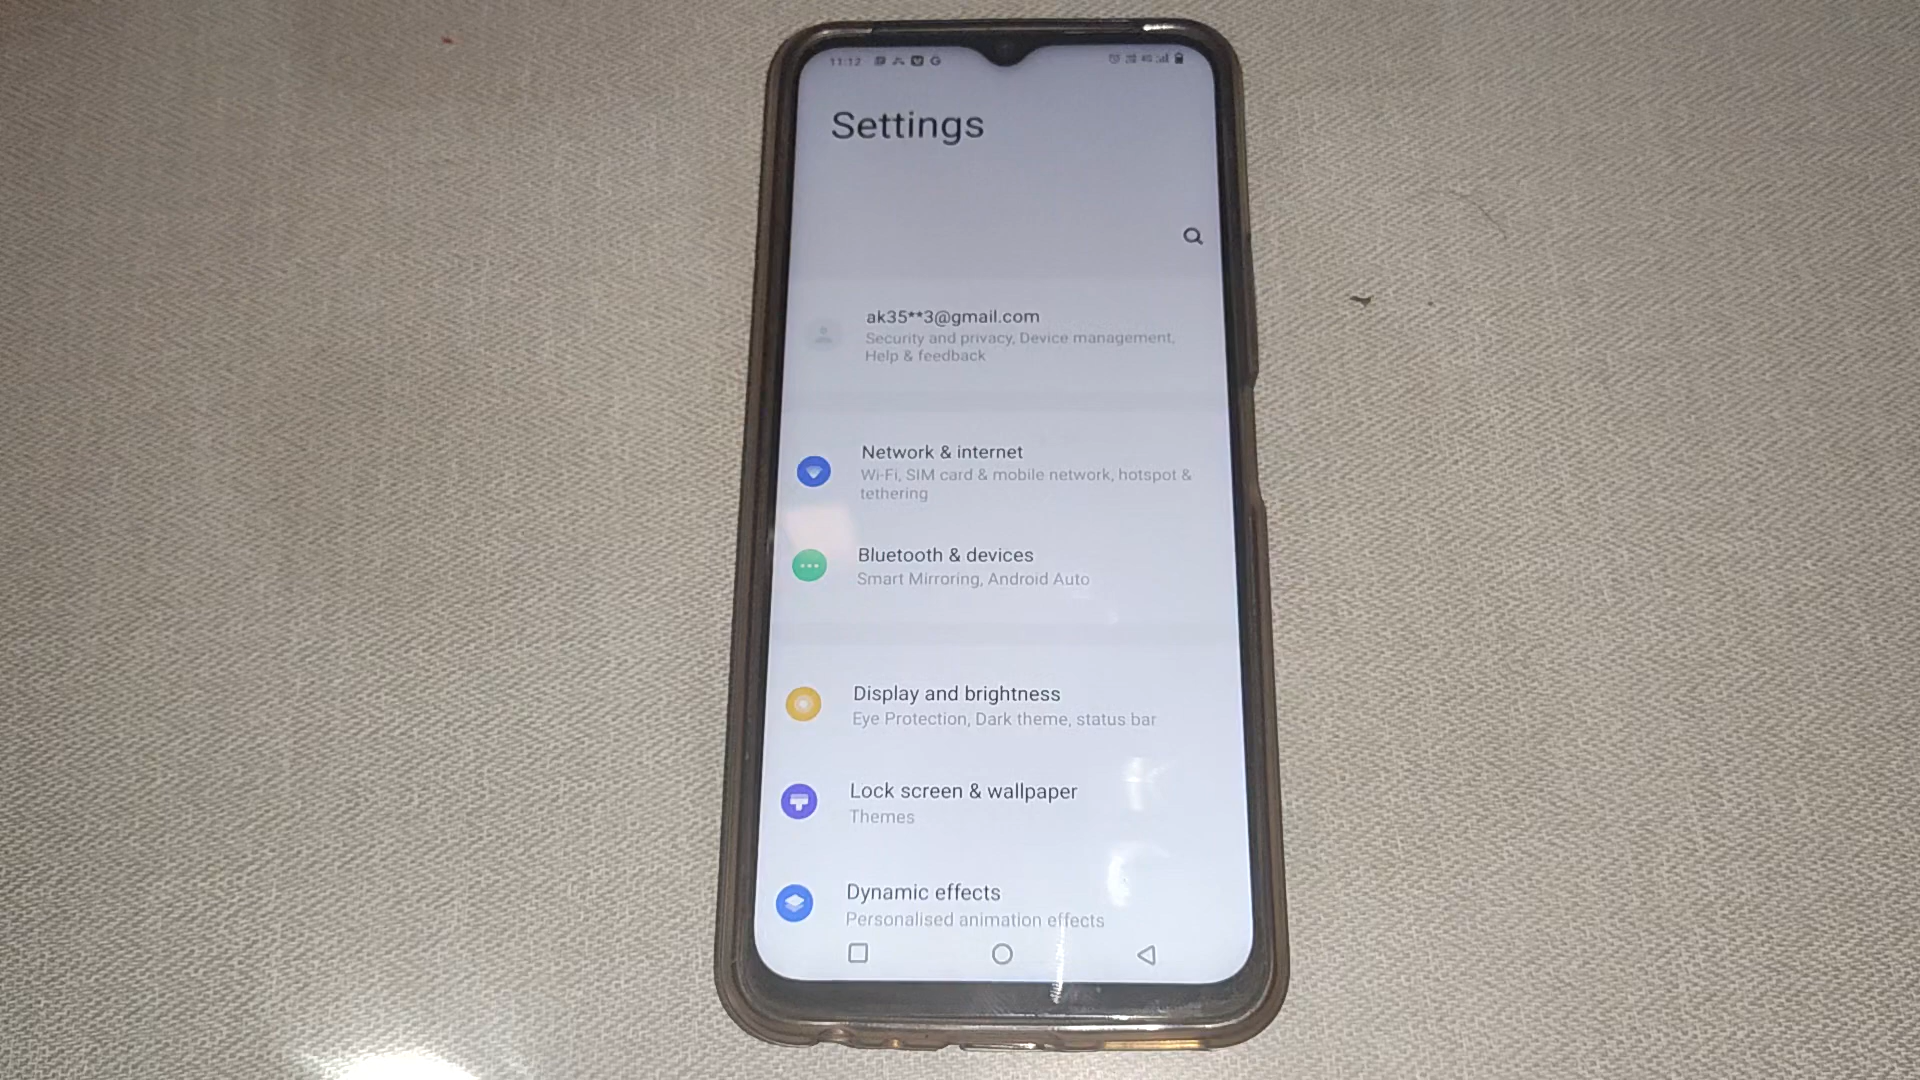 11:12
Settings
ak35**3@gmail.com
Security and privacy, Device management,
Help & feedback
Network & internet
Wi-Fi, SIM card & mobile network, hotspot &
tethering
Bluetooth & devices
Smart Mirroring, Android Auto
Display and brightness
Eye Protection, Dark theme, status bar
Lock screen & wallpaper
Themes
Dynamic effects
Personalised animation effects